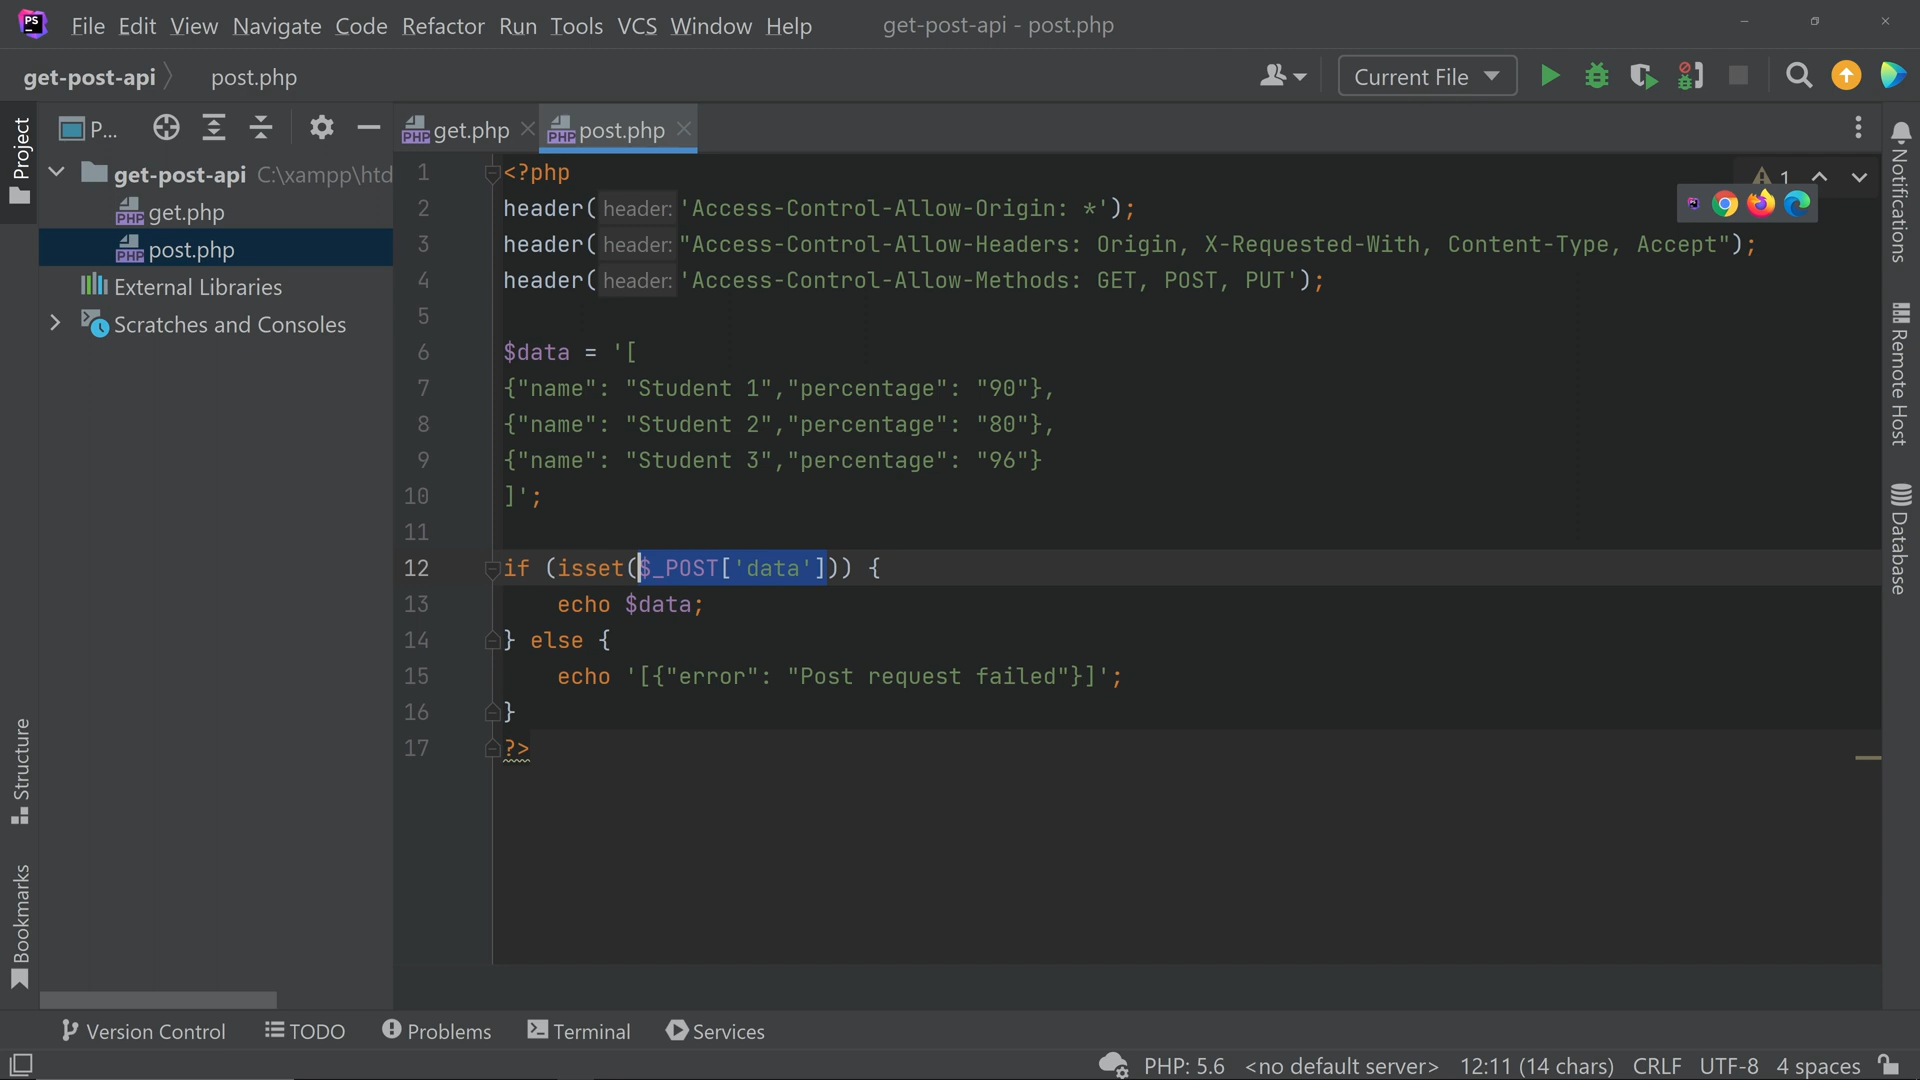 PS File Edit View Navigate Code Refactor Run Tools VCS Window Help get-post-api - post.php
get-post-api post.php Current File
Project
P...
get-post-api C:\xampp\htd
PHP get.php
PHP post.php
External Libraries
Scratches and Consoles
Structure
Bookmarks
PHP get.php PHP post.php
1
1 <?php
2 header( header: 'Access-Control-Allow-Origin: *');
3 header( header: "Access-Control-Allow-Headers: Origin, X-Requested-With, Content-Type, Accept");
4 header( header: 'Access-Control-Allow-Methods: GET, POST, PUT');
5
6 $data = '[
7 {"name": "Student 1","percentage": "90"},
8 {"name": "Student 2","percentage": "80"},
9 {"name": "Student 3","percentage": "96"}
10 ]';
11
12 if (isset($_POST['data'])) {
13 echo $data;
14 } else {
15 echo '[{"error": "Post request failed"}]';
16 }
17 ?>
Notifications
Remote Host
Database
Version Control TODO Problems Terminal Services
PHP: 5.6 <no default server> 12:11 (14 chars) CRLF UTF-8 4 spaces